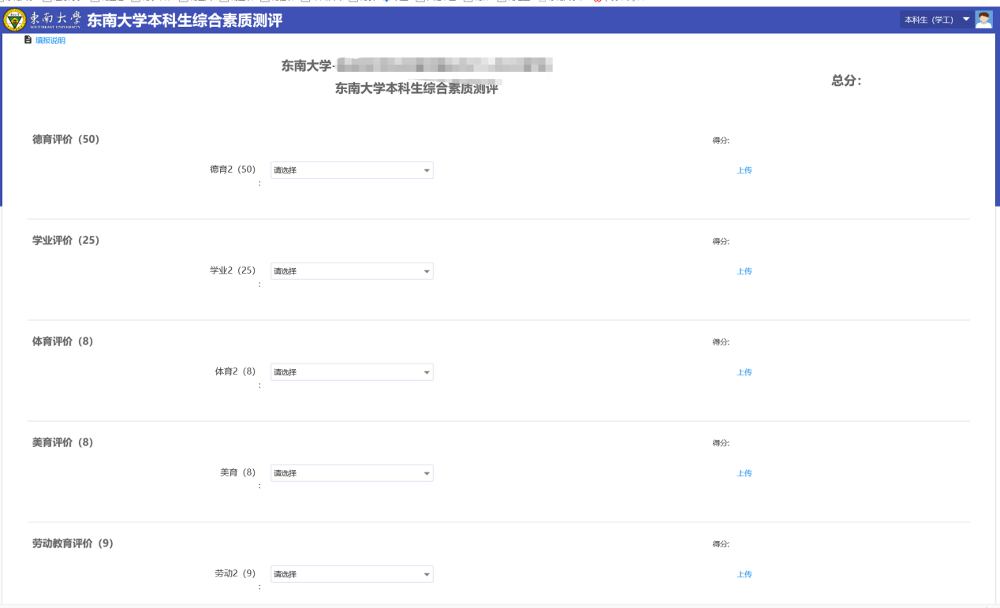 東南大學 东南大学本科生综合素质测评
SOUTHEAST UNIVERSITY
本科生（学工）
填报说明
东南大学-
东南大学本科生综合素质测评
总分：
德育评价（50） 得分:
德育2（50） 请选择 上传
:
学业评价（25） 得分:
学业2（25） 请选择 上传
:
体育评价（8） 得分:
体育2（8） 请选择 上传
:
美育评价（8） 得分:
美育（8） 请选择 上传
:
劳动教育评价（9） 得分:
劳动2（9） 请选择 上传
: